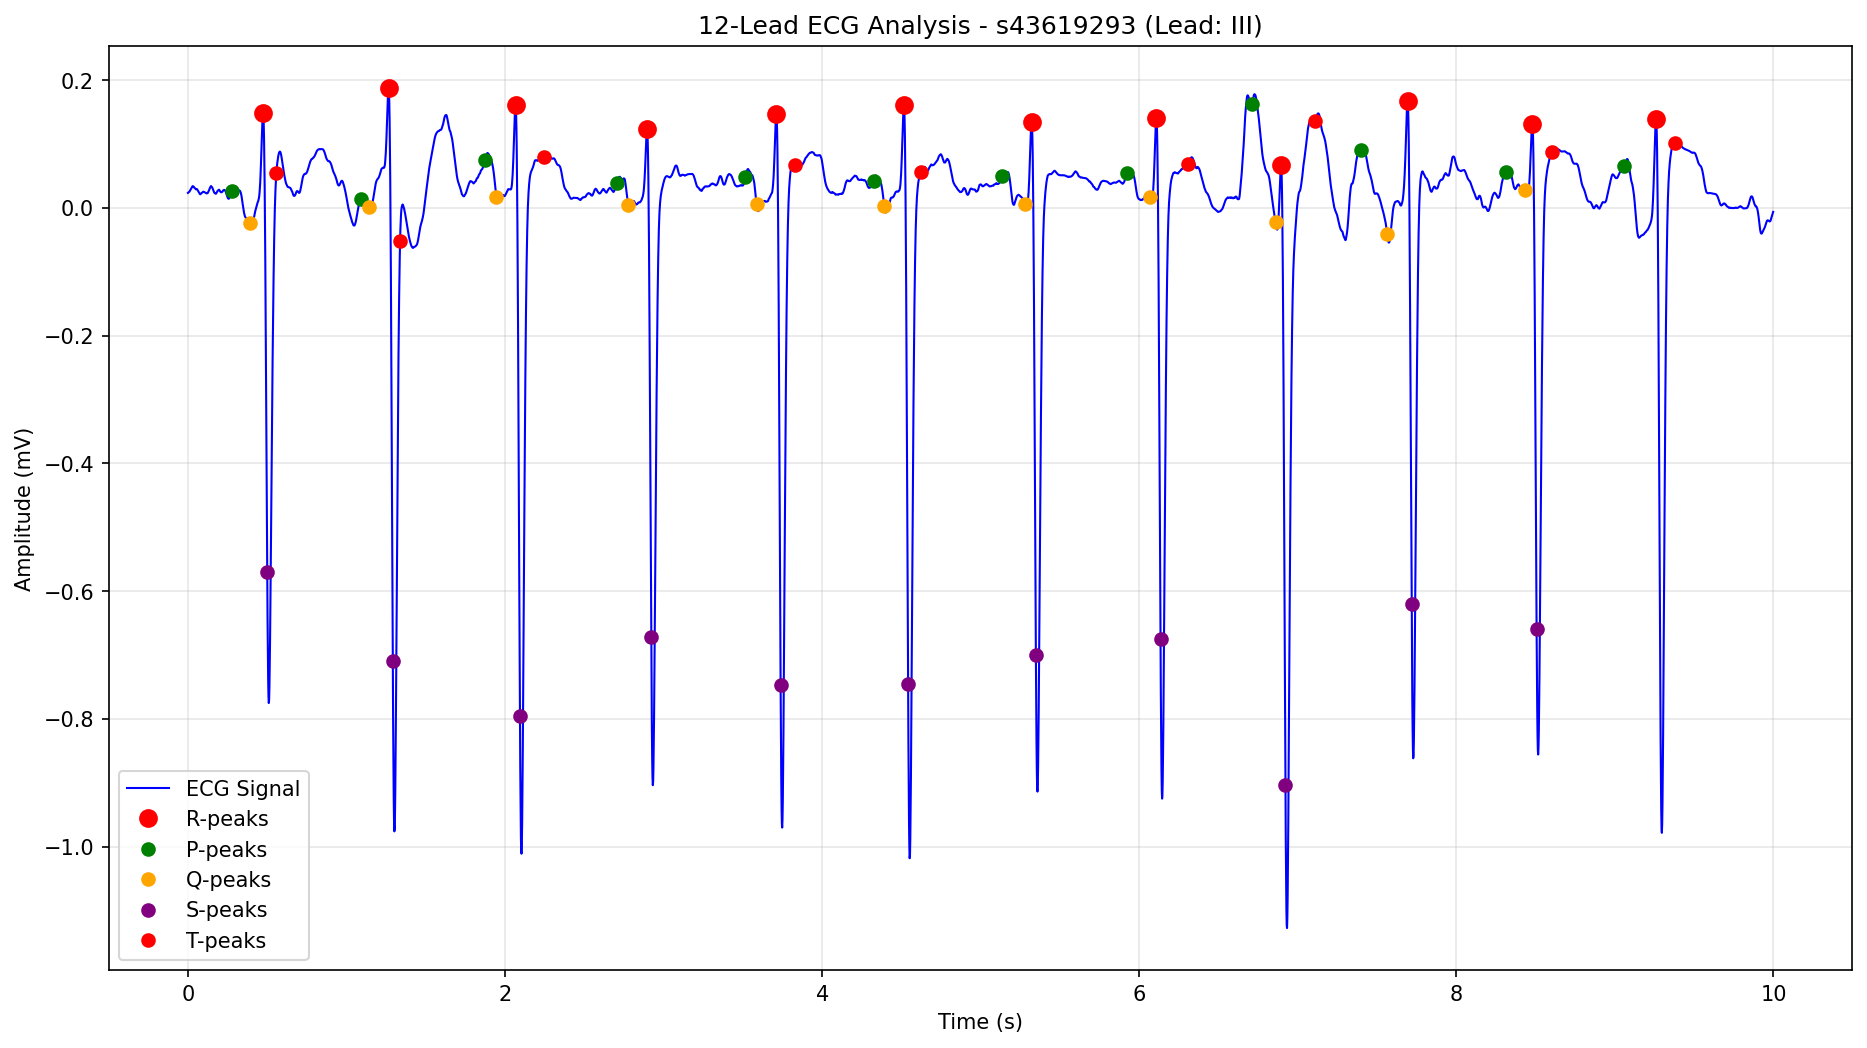 12-Lead ECG Analysis - s43619293 (Lead: III)
0.2
0.0
−0.2
−0.4
−0.6
−0.8
−1.0
Amplitude (mV)
ECG Signal
R-peaks
P-peaks
Q-peaks
S-peaks
T-peaks
0 2 4 6 8 10
Time (s)